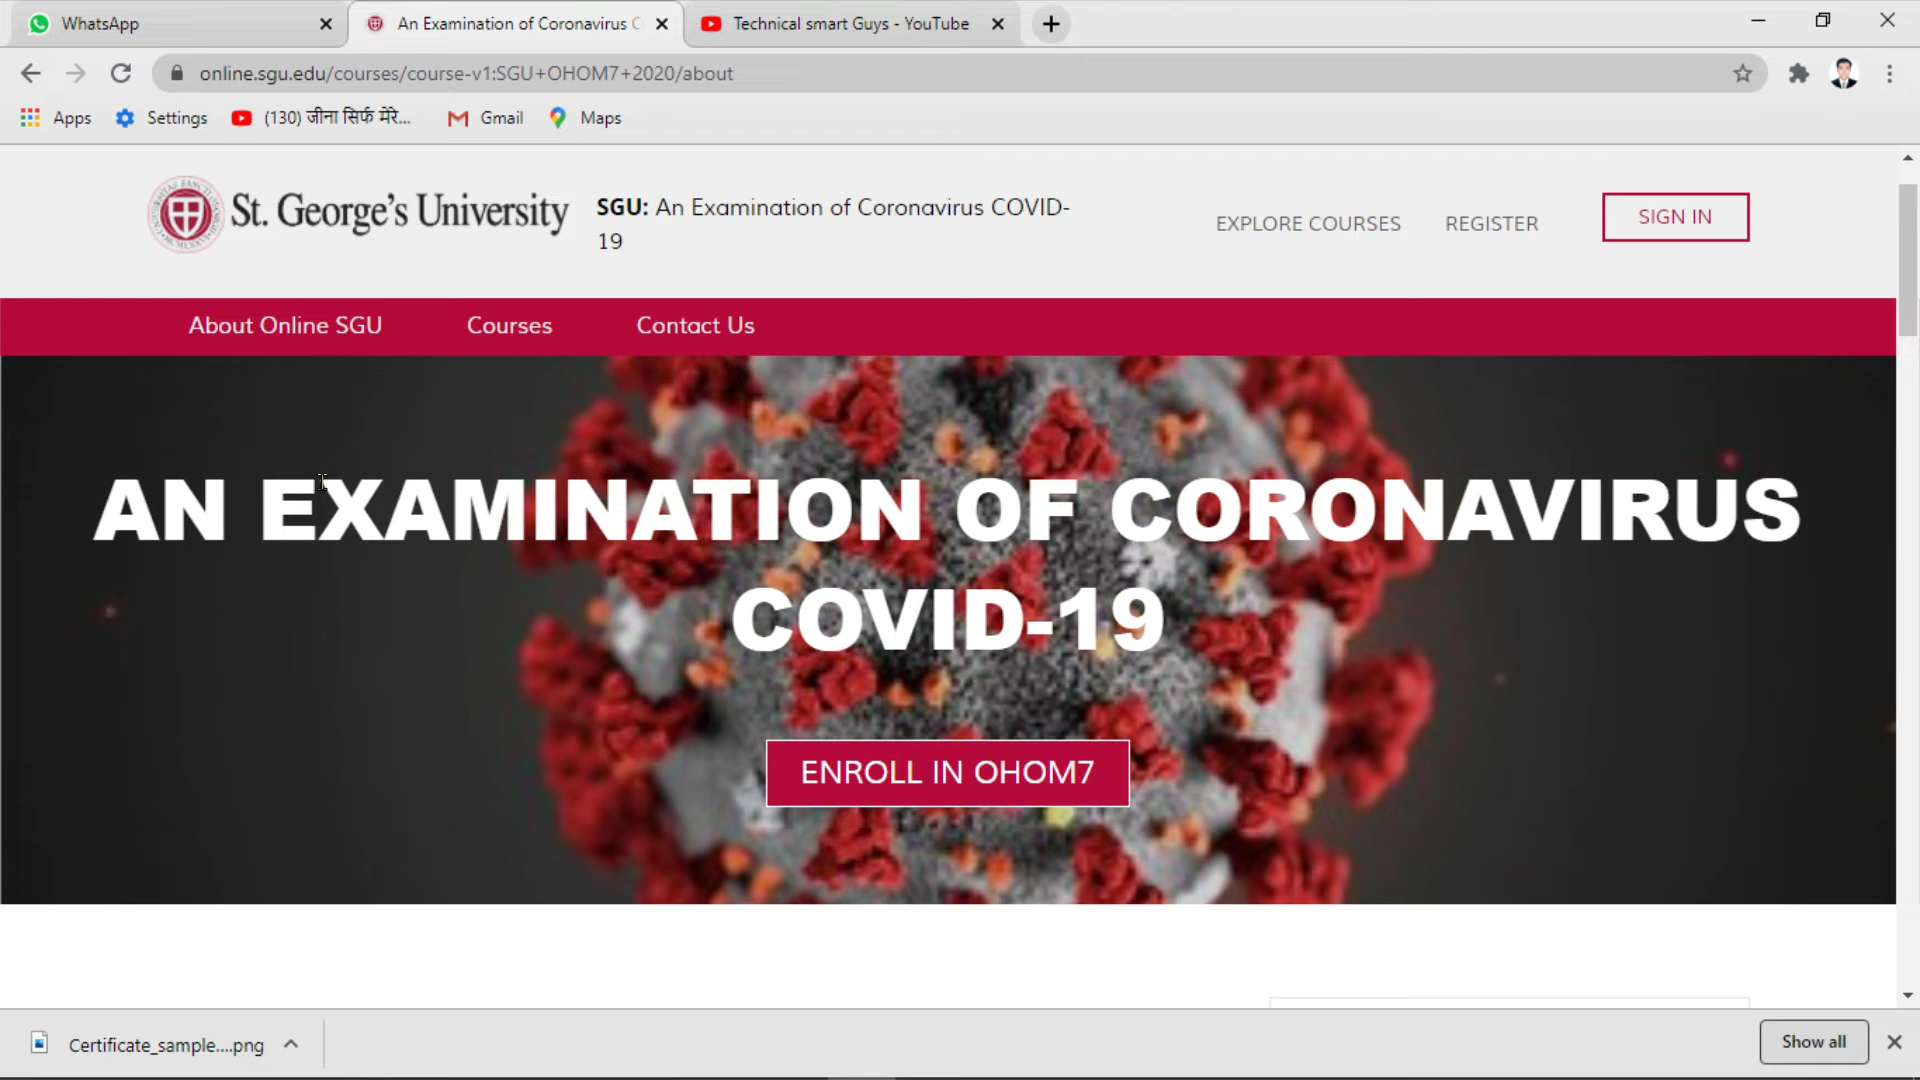 WhatsApp
An Examination of Coronavirus C
Technical smart Guys - YouTube
online.sgu.edu/courses/course-v1:SGU+OHOM7+2020/about
Apps
Settings
(130) जीना सिर्फ मेरे...
Gmail
Maps
St. George's University
SGU: An Examination of Coronavirus COVID-
19
EXPLORE COURSES
REGISTER
SIGN IN
About Online SGU
Courses
Contact Us
AN EXAMINATION OF CORONAVIRUS
COVID-19
ENROLL IN OHOM7
Certificate_sample....png
Show all